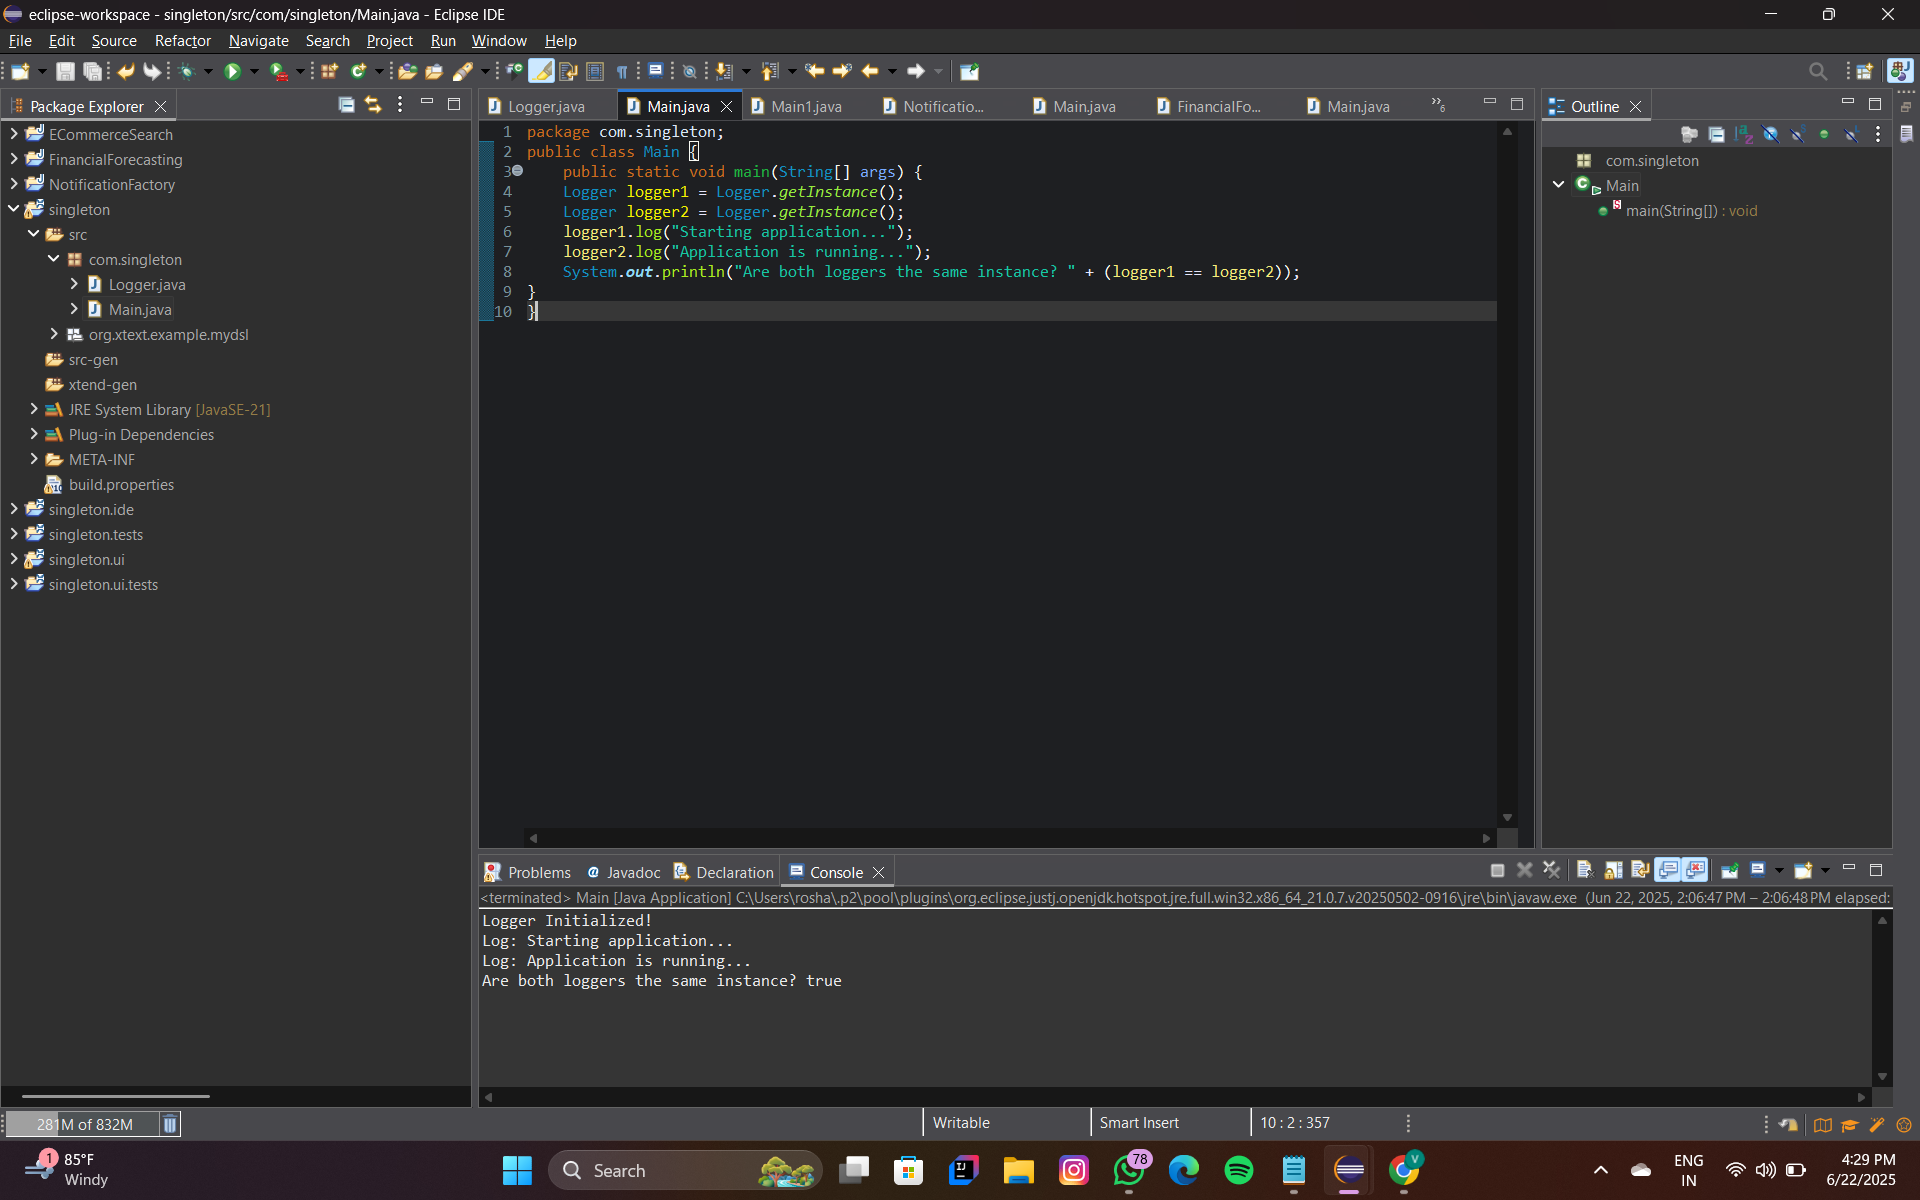 eclipse-workspace - singleton/src/com/singleton/Main.java - Eclipse IDE
File Edit Source Refactor Navigate Search Project Run Window Help
Package Explorer
ECommerceSearch
FinancialForecasting
NotificationFactory
singleton
src
com.singleton
Logger.java
Main.java
org.xtext.example.mydsl
src-gen
xtend-gen
JRE System Library [JavaSE-21]
Plug-in Dependencies
META-INF
build.properties
singleton.ide
singleton.tests
singleton.ui
singleton.ui.tests
Logger.java Main.java Main1.java Notificatio... Main.java FinancialFo... Main.java »6
1 package com.singleton;
2 public class Main {
3 public static void main(String[] args) {
4 Logger logger1 = Logger.getInstance();
5 Logger logger2 = Logger.getInstance();
6 logger1.log("Starting application...");
7 logger2.log("Application is running...");
8 System.out.println("Are both loggers the same instance? " + (logger1 == logger2));
9 }
10 }
Outline
com.singleton
Main
main(String[]) : void
Problems Javadoc Declaration Console
<terminated> Main [Java Application] C:\Users\rosha\.p2\pool\plugins\org.eclipse.justj.openjdk.hotspot.jre.full.win32.x86_64_21.0.7.v20250502-0916\jre\bin\javaw.exe (Jun 22, 2025, 2:06:47 PM – 2:06:48 PM elapsed:
Logger Initialized!
Log: Starting application...
Log: Application is running...
Are both loggers the same instance? true
281M of 832M
Writable
Smart Insert
10 : 2 : 357
1
85°F
Windy
Search
78
V
ENG
IN
4:29 PM
6/22/2025